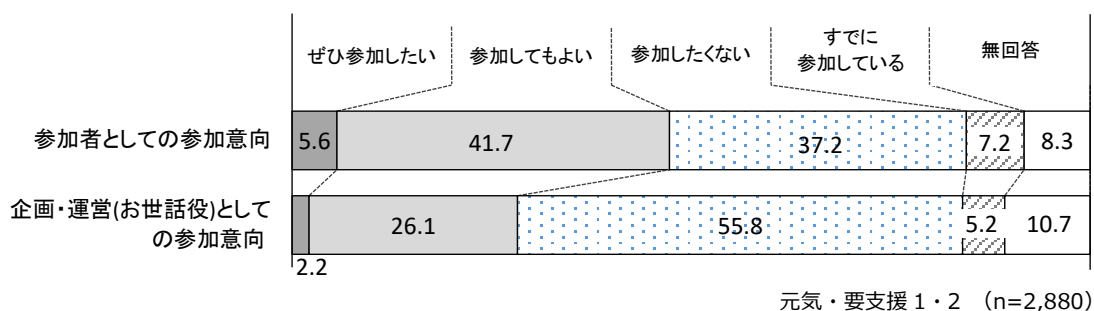 ぜひ参加したい 参加してもよい 参加したくない すでに 無回答
参加している
参加者としての参加意向 5.6 41.7 37.2 7.2 8.3
企画・運営(お世話役)として
の参加意向 26.1 55.8 5.2 10.7
2.2
元気・要支援1・2 （n=2,880）